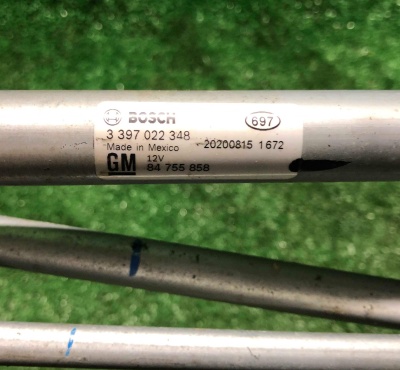 BOSCH 697
3 397 022 348 20200815 1672
Made in Mexico
GM 12V
84 755 858